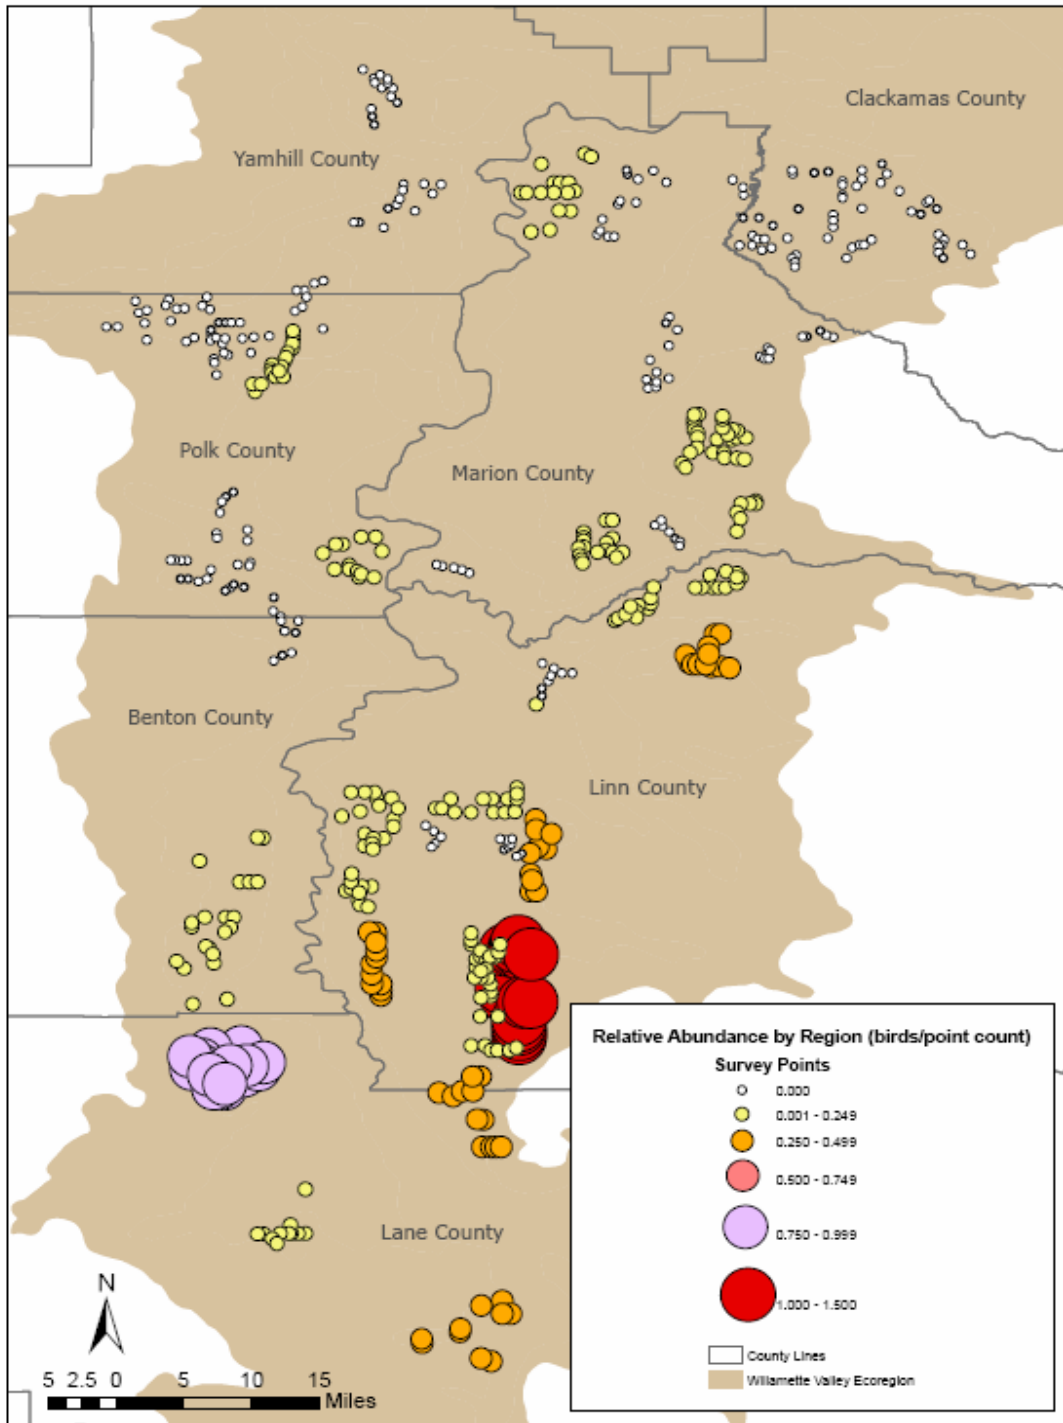 Clackamas County
Yamhill County
Polk County
Marion County
Benton County
Linn County
Lane County
N
5 2.5 0 5 10 15
Miles
Relative Abundance by Region (birds/point count)
Survey Points
0.000
0.001 - 0.249
0.250 - 0.499
0.500 - 0.749
0.750 - 0.999
1.000 - 1.500
County Lines
Willamette Valley Ecoregion